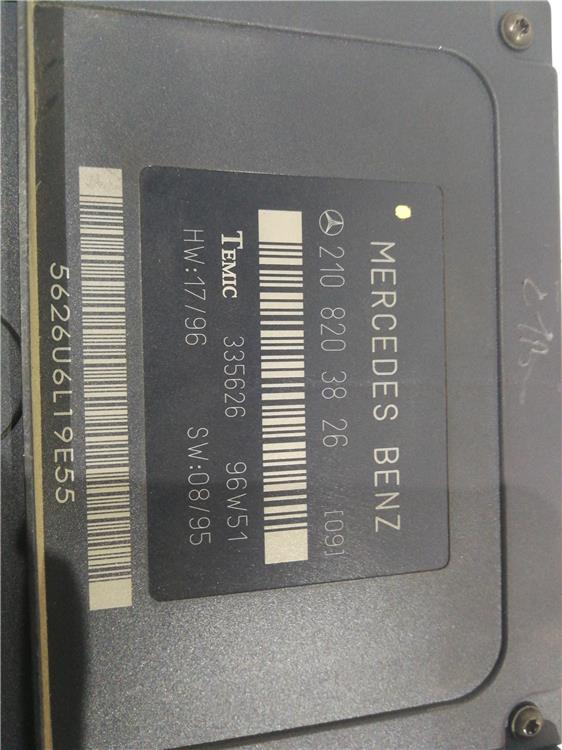 MERCEDES BENZ
210 820 38 26 [09]
TEMIC 335626 96W51
HW:17/96 SW:08/95
5626U6L19E55